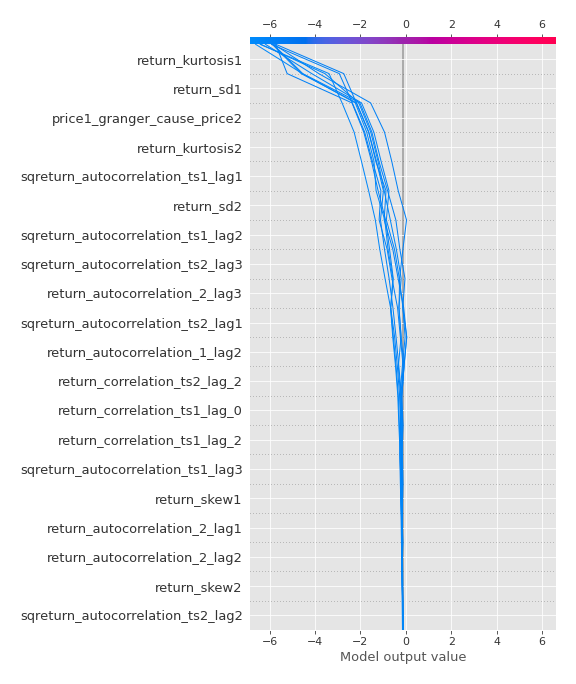 −6 −4 −2 0 2 4 6
return_kurtosis1
return_sd1
price1_granger_cause_price2
return_kurtosis2
sqreturn_autocorrelation_ts1_lag1
return_sd2
sqreturn_autocorrelation_ts1_lag2
sqreturn_autocorrelation_ts2_lag3
return_autocorrelation_2_lag3
sqreturn_autocorrelation_ts2_lag1
return_autocorrelation_1_lag2
return_correlation_ts2_lag_2
return_correlation_ts1_lag_0
return_correlation_ts1_lag_2
sqreturn_autocorrelation_ts1_lag3
return_skew1
return_autocorrelation_2_lag1
return_autocorrelation_2_lag2
return_skew2
sqreturn_autocorrelation_ts2_lag2
−6 −4 −2 0 2 4 6
Model output value